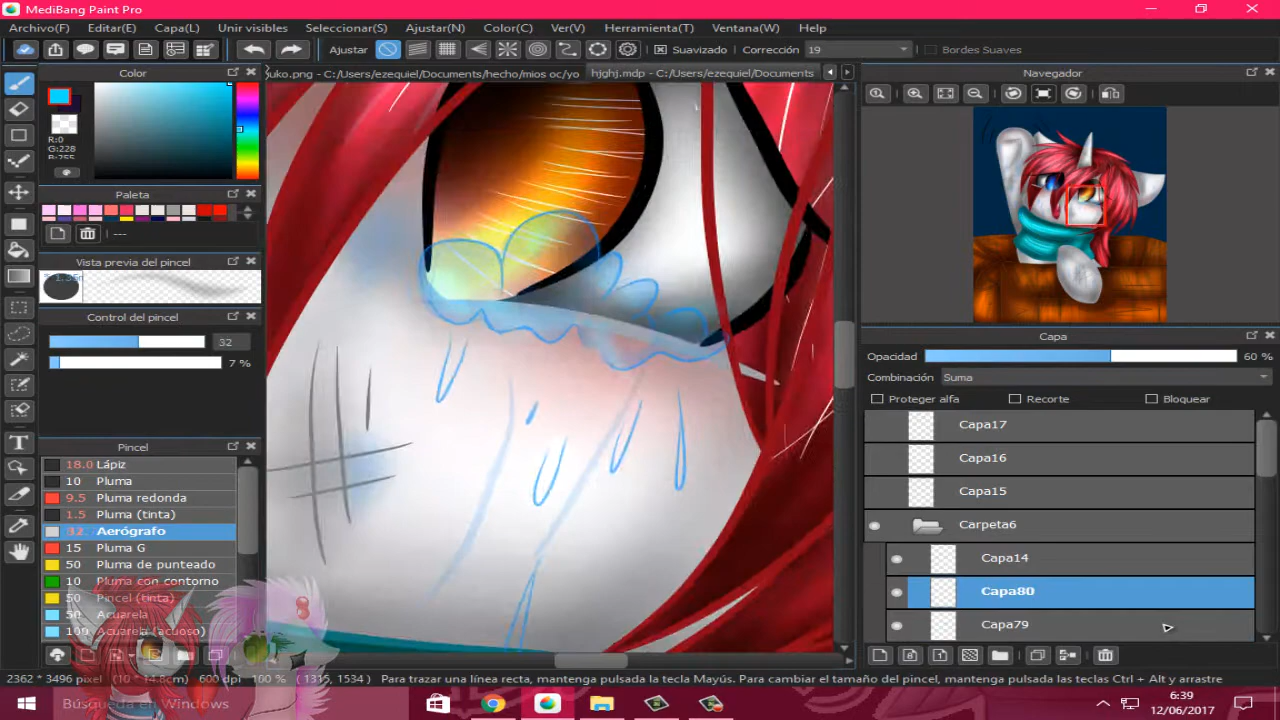 MediBang Paint Pro
Archivo(F) Editar(E) Capa(L) Unir visibles Seleccionar(S) Ajustar(N) Color(C) Ver(V) Herramienta(T) Ventana(W) Help
Ajustar Suavizado Corrección 19 Bordes Suaves
uko.png - C:/Users/ezequiel/Documents/hecho/mios oc/yo hjghj.mdp - C:/Users/ezequiel/Documents
Color
R:0
G:228
B:255
Paleta
---
Vista previa del pincel
Control del pincel
32
7 %
Pincel
18.0 Lápiz
10 Pluma
9.5 Pluma redonda
1.5 Pluma (tinta)
32. Aerógrafo
15 Pluma G
50 Pluma de punteado
10 Pluma con contorno
50 Pincel (tinta)
50 Acuarela
100 Acuarela (acuoso)
Navegador
Capa
Opacidad 60 %
Combinación Suma
Proteger alfa Recorte Bloquear
Capa17
Capa16
Capa15
Carpeta6
Capa14
Capa80
Capa79
2362 * 3496 pixel (10 * 14.8cm) 600 dpi 100 % (1315, 1534) Para trazar una línea recta, mantenga pulsada la tecla Mayús. Para cambiar el tamaño del pincel, mantenga pulsadas las teclas Ctrl + Alt y arrastre
Búsqueda en Windows
6:39
12/06/2017